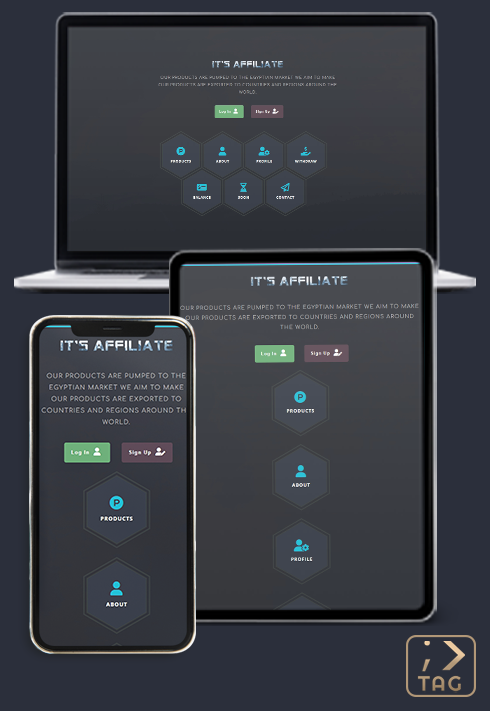 IT'S AFFILIATE
OUR PRODUCTS ARE PUMPED TO THE EGYPTIAN MARKET WE AIM TO MAKE
OUR PRODUCTS ARE EXPORTED TO COUNTRIES AND REGIONS AROUND THE
WORLD.
Log In Sign Up
PRODUCTS ABOUT PROFILE WITHDRAW
BALANCE SOON CONTACT
IT'S AFFILIATE
OUR PRODUCTS ARE PUMPED TO THE EGYPTIAN MARKET WE AIM TO MAKE
OUR PRODUCTS ARE EXPORTED TO COUNTRIES AND REGIONS AROUND
THE WORLD.
Log In Sign Up
PRODUCTS
ABOUT
PROFILE
IT'S AFFILIATE
OUR PRODUCTS ARE PUMPED TO THE
EGYPTIAN MARKET WE AIM TO MAKE
OUR PRODUCTS ARE EXPORTED TO
COUNTRIES AND REGIONS AROUND TH
WORLD.
Log In Sign Up
P
PRODUCTS
ABOUT
TAG